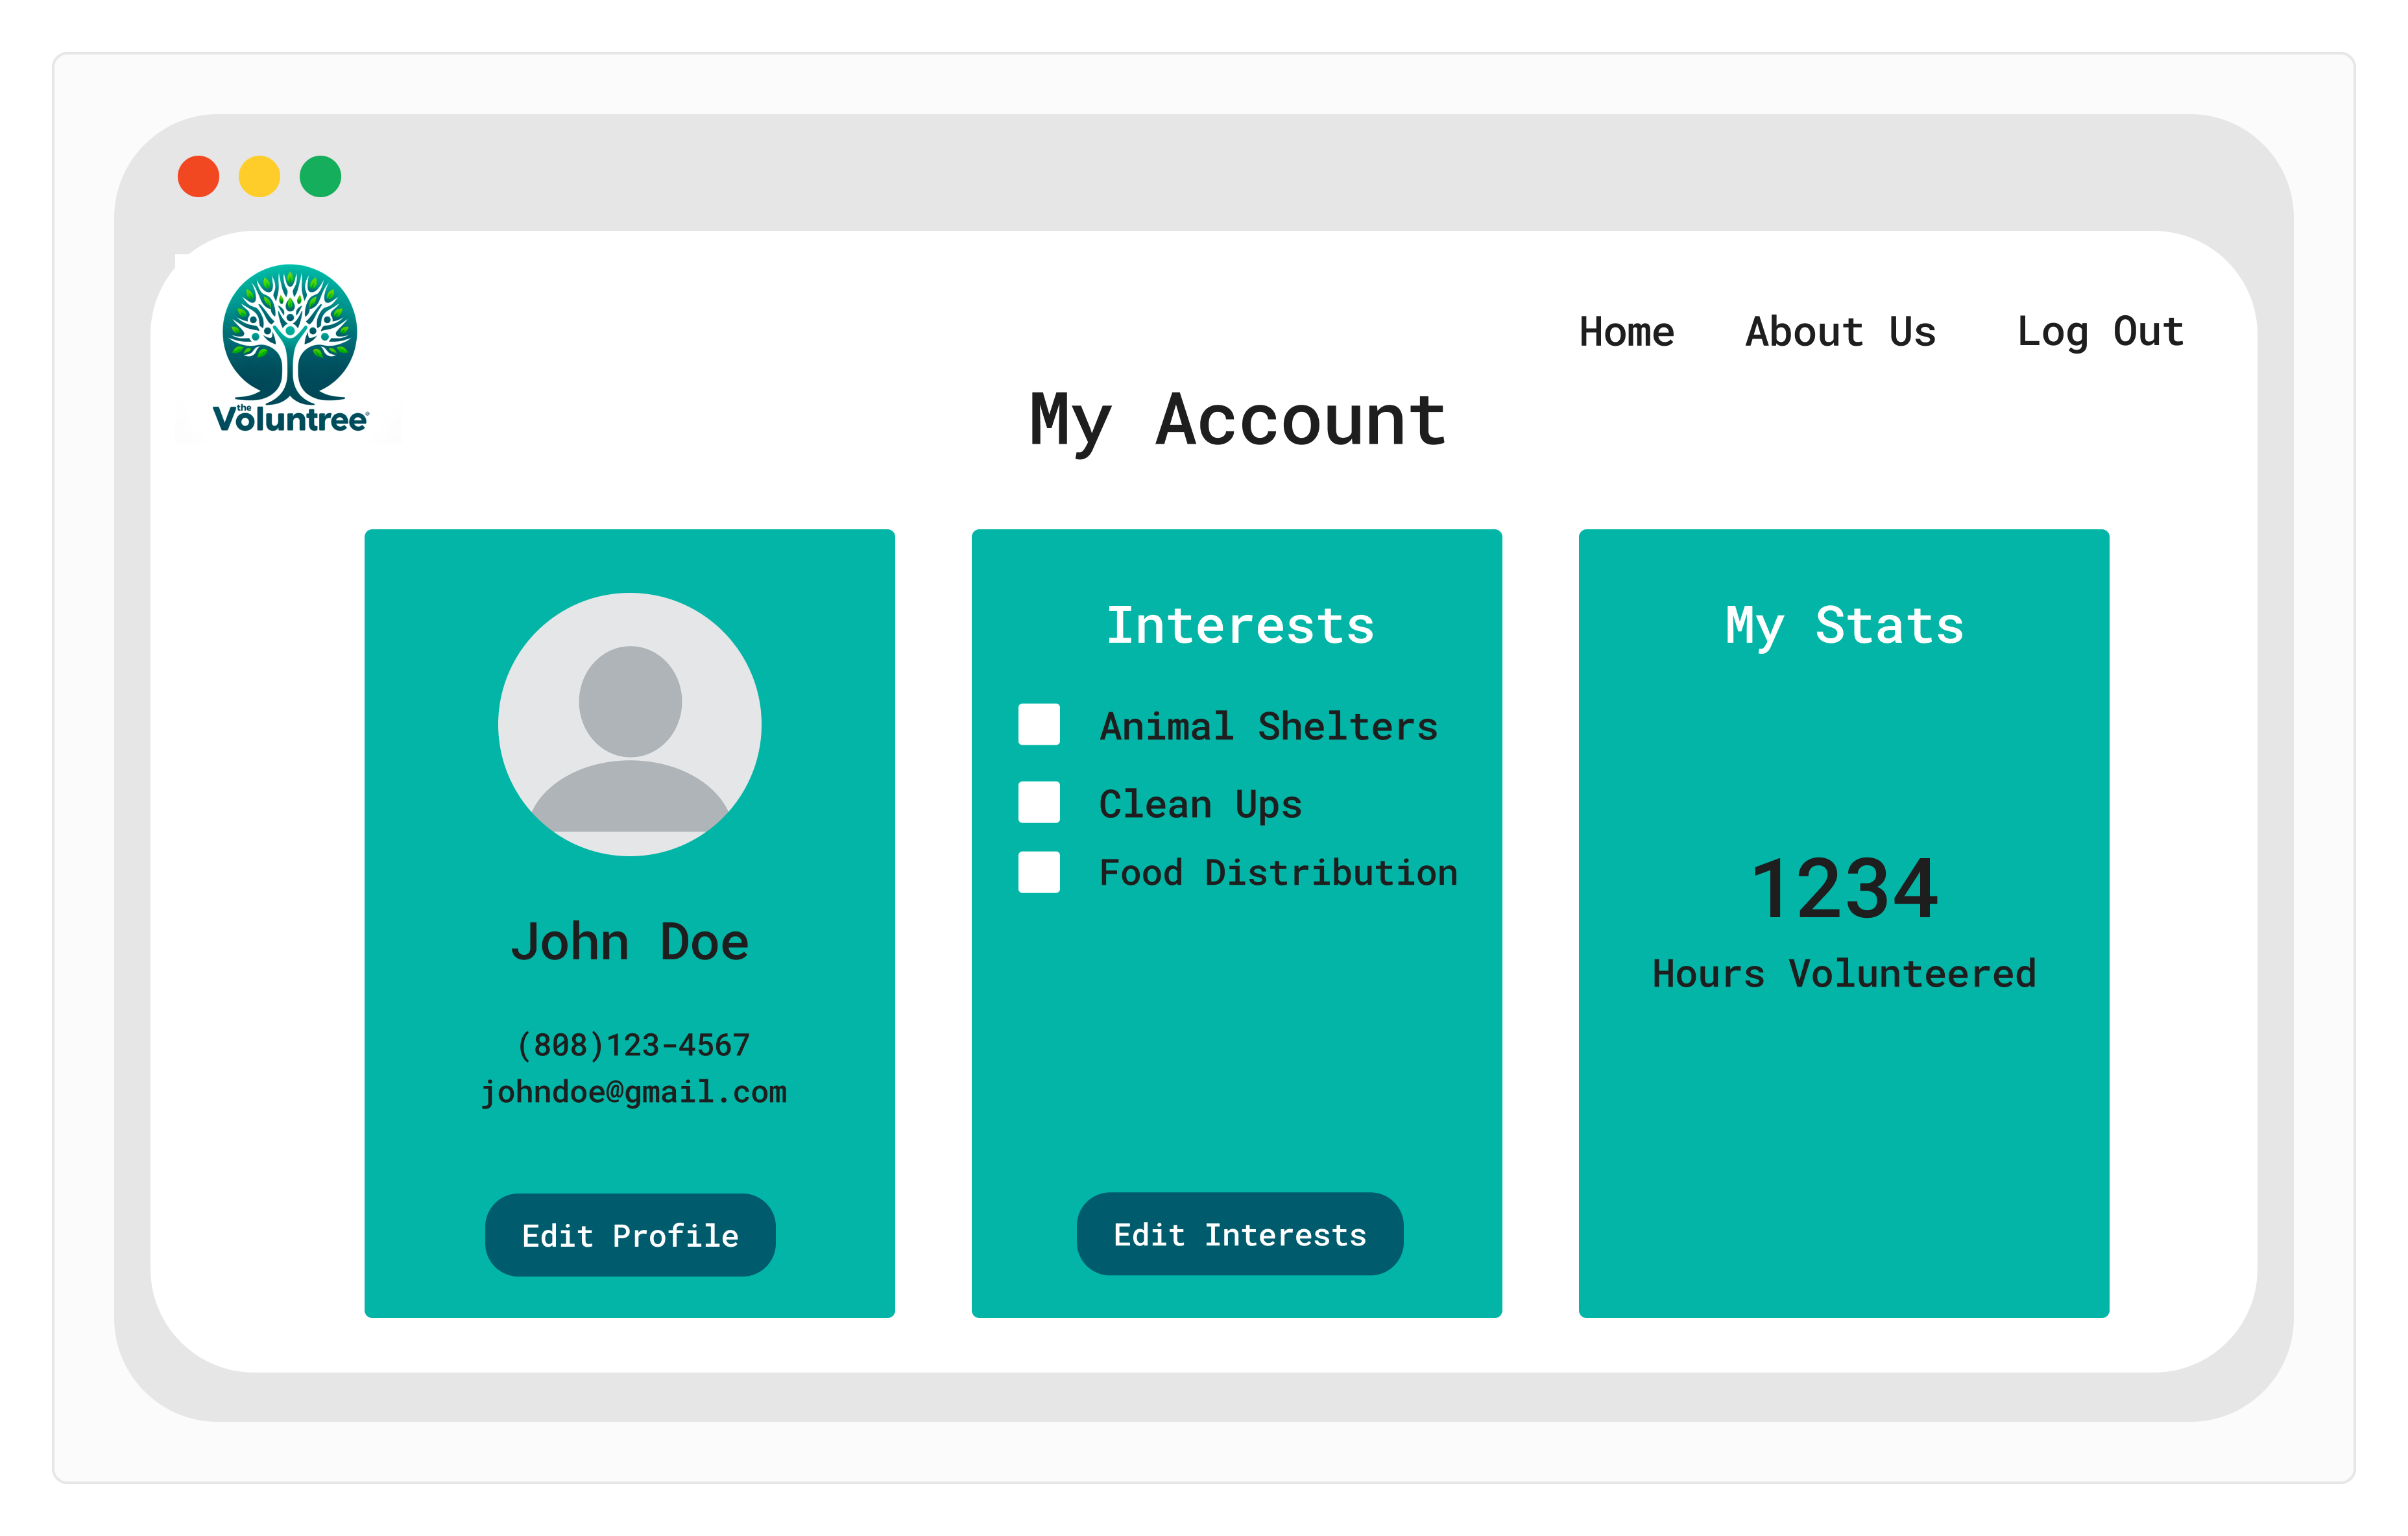 the
Voluntree®
Home About Us Log Out
My Account
John Doe
(808)123-4567
johndoe@gmail.com
Edit Profile
Interests
Animal Shelters
Clean Ups
Food Distribution
Edit Interests
My Stats
1234
Hours Volunteered